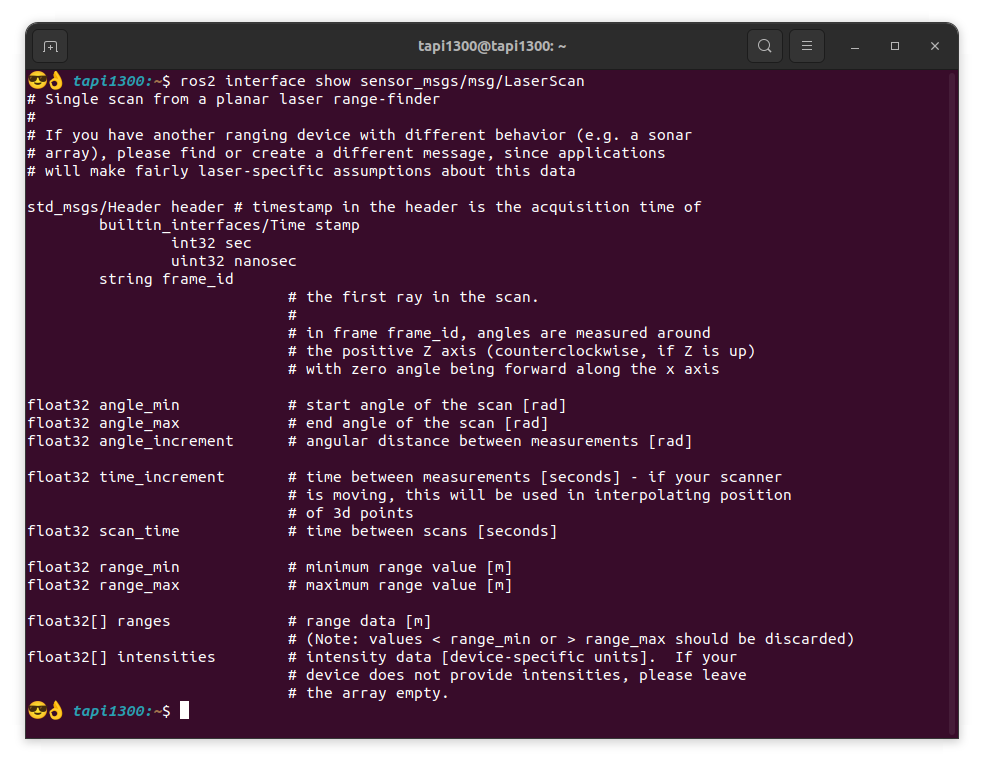 tapi1300@tapi1300: ~
😎👌 tapi1300:~$ ros2 interface show sensor_msgs/msg/LaserScan
# Single scan from a planar laser range-finder
#
# If you have another ranging device with different behavior (e.g. a sonar
# array), please find or create a different message, since applications
# will make fairly laser-specific assumptions about this data

std_msgs/Header header # timestamp in the header is the acquisition time of
        builtin_interfaces/Time stamp
                int32 sec
                uint32 nanosec
        string frame_id
                             # the first ray in the scan.
                             #
                             # in frame frame_id, angles are measured around
                             # the positive Z axis (counterclockwise, if Z is up)
                             # with zero angle being forward along the x axis

float32 angle_min            # start angle of the scan [rad]
float32 angle_max            # end angle of the scan [rad]
float32 angle_increment      # angular distance between measurements [rad]

float32 time_increment       # time between measurements [seconds] - if your scanner
                             # is moving, this will be used in interpolating position
                             # of 3d points
float32 scan_time            # time between scans [seconds]

float32 range_min            # minimum range value [m]
float32 range_max            # maximum range value [m]

float32[] ranges             # range data [m]
                             # (Note: values < range_min or > range_max should be discarded)
float32[] intensities        # intensity data [device-specific units].  If your
                             # device does not provide intensities, please leave
                             # the array empty.
😎👌 tapi1300:~$